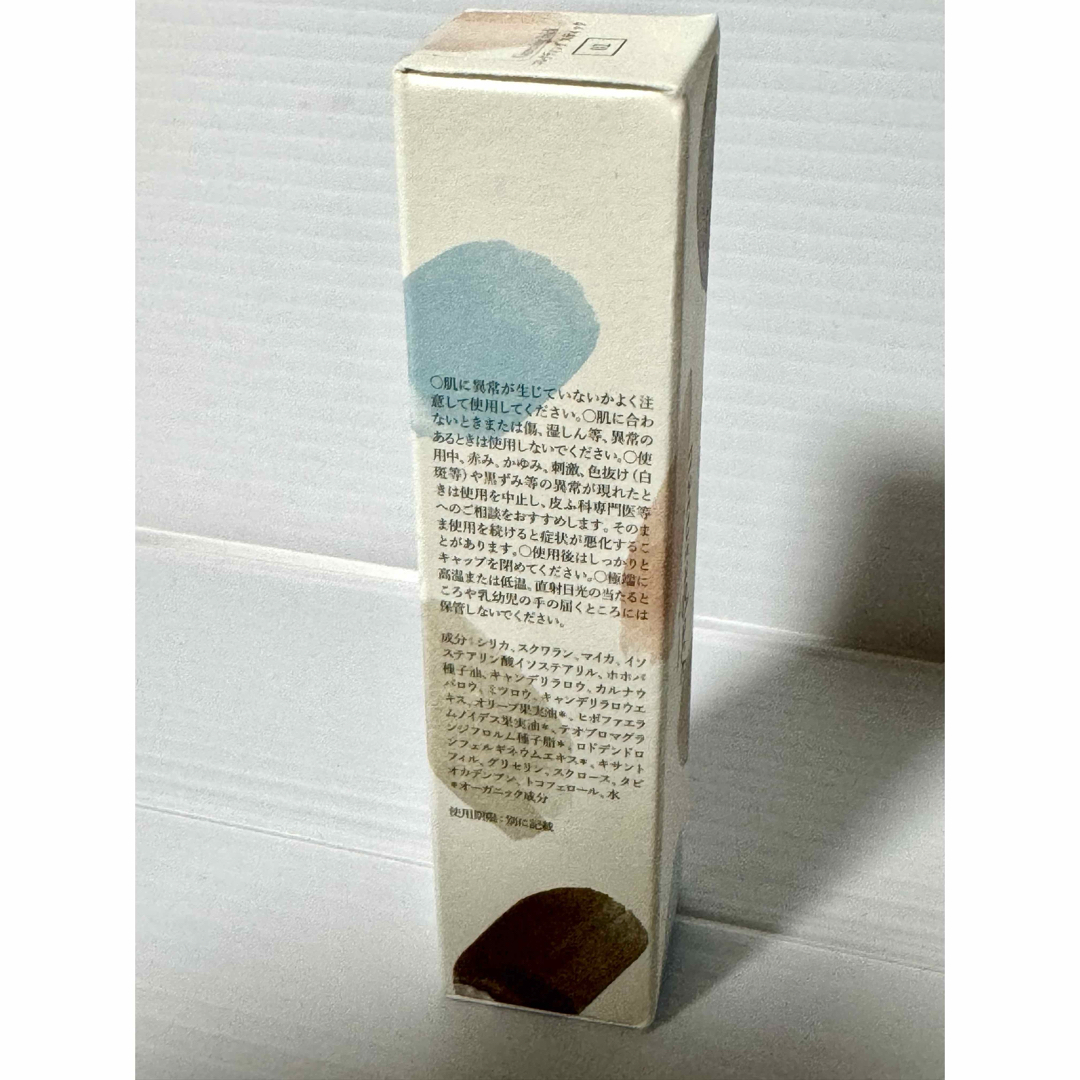 01
〇肌に異常が生じていないかよく注
意して使用してください。〇肌に合わ
ないときまたは傷、湿しん等、異常の
あるときは使用しないでください。〇使
用中、赤み、かゆみ、刺激、色抜け(白
斑等)や黒ずみ等の異常が現れたと
きは使用を中止し、皮ふ科専門医等
へのご相談をおすすめします。そのま
ま使用を続けると症状が悪化するこ
とがあります。〇使用後はしっかりと
キャップを閉めてください。〇極端に
高温または低温、直射日光の当たると
ころや乳幼児の手の届くところには
保管しないでください。
成分:シリカ、スクワラン、マイカ、イソ
ステアリン酸イソステアリル、ホホバ
種子油、キャンデリラロウ、カルナウ
バロウ、ミツロウ、キャンデリラロウエ
キス、オリーブ果実油*、ヒポファエラ
ムノイデス果実油*、テオブロマグラ
ンジフロルム種子脂*、ロドデンドロ
ンフェルギネウムエキス*、キサント
フィル、グリセリン、スクロース、タピ
オカデンプン、トコフェロール、水
*オーガニック成分
使用期限:別に記載